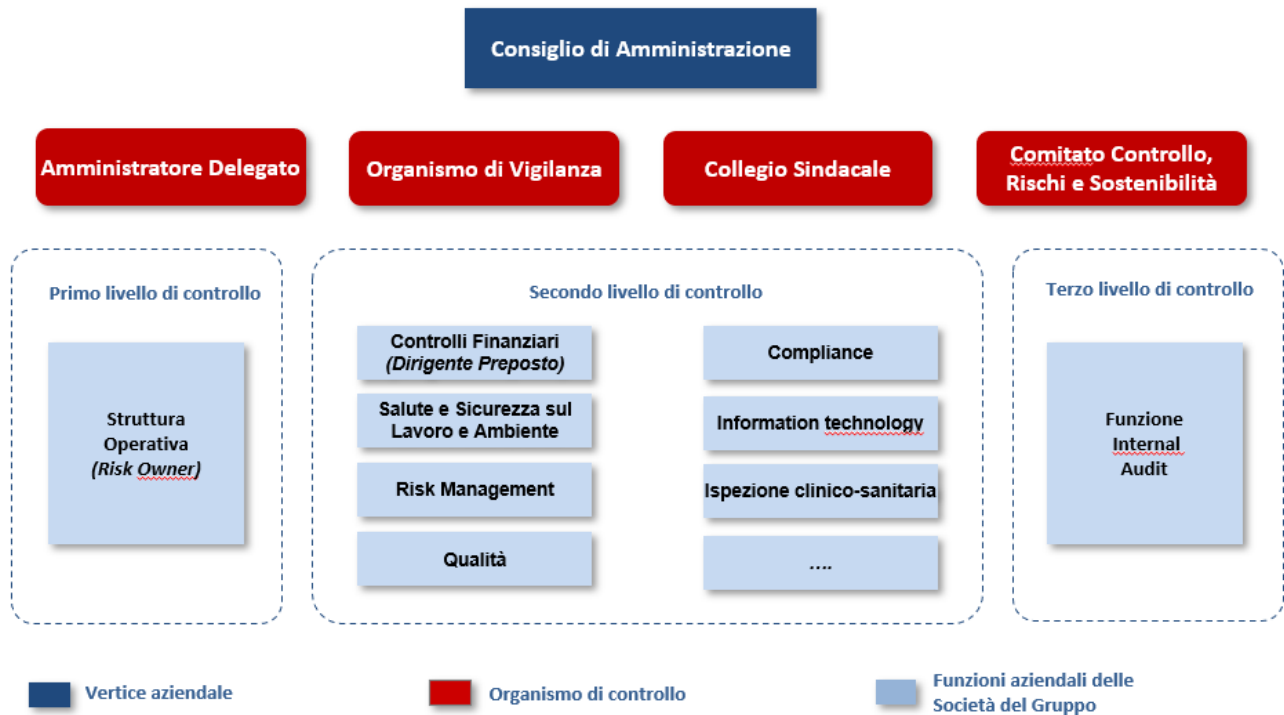 Consiglio di Amministrazione
Amministratore Delegato
Organismo di Vigilanza
Collegio Sindacale
Comitato Controllo,
Rischi e Sostenibilità
Primo livello di controllo
Struttura
Operativa
(Risk Owner)
Secondo livello di controllo
Controlli Finanziari
(Dirigente Preposto)
Salute e Sicurezza sul
Lavoro e Ambiente
Risk Management
Qualità
Compliance
Information technology
Ispezione clinico-sanitaria
....
Terzo livello di controllo
Funzione
Internal
Audit
Vertice aziendale
Organismo di controllo
Funzioni aziendali delle
Società del Gruppo